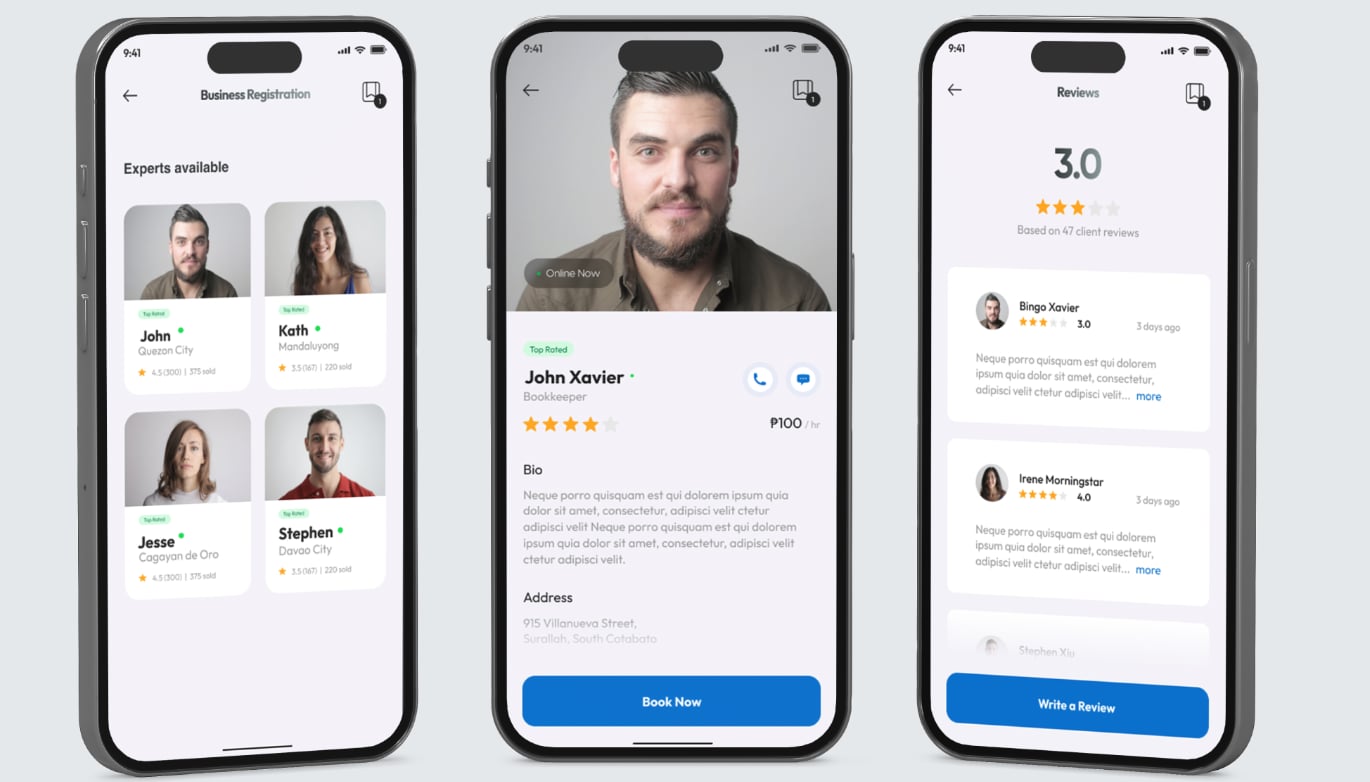 9:41
Business Registration
1
Experts available
Top Rated
John
Quezon City
4.5 (300) | 375 sold
Top Rated
Kath
Mandaluyong
3.5 (167) | 220 sold
Top Rated
Jesse
Cagayan de Oro
4.5 (300) | 375 sold
Top Rated
Stephen
Davao City
3.5 (167) | 220 sold
9:41
1
Online Now
Top Rated
John Xavier
Bookkeeper
₱100 / hr
Bio
Neque porro quisquam est qui dolorem ipsum quia
dolor sit amet, consectetur, adipisci velit ctetur
adipisci velit Neque porro quisquam est qui dolorem
ipsum quia dolor sit amet, consectetur, adipisci velit
ctetur adipisci velit.
Address
915 Villanueva Street,
Surallah, South Cotabato
Book Now
9:41
Reviews
1
3.0
Based on 47 client reviews
Bingo Xavier
3.0
3 days ago
Neque porro quisquam est qui dolorem
ipsum quia dolor sit amet, consectetur,
adipisci velit ctetur adipisci velit... more
Irene Morningstar
4.0
3 days ago
Neque porro quisquam est qui dolorem
ipsum quia dolor sit amet, consectetur,
adipisci velit ctetur adipisci velit... more
Stephen Xiu
Write a Review